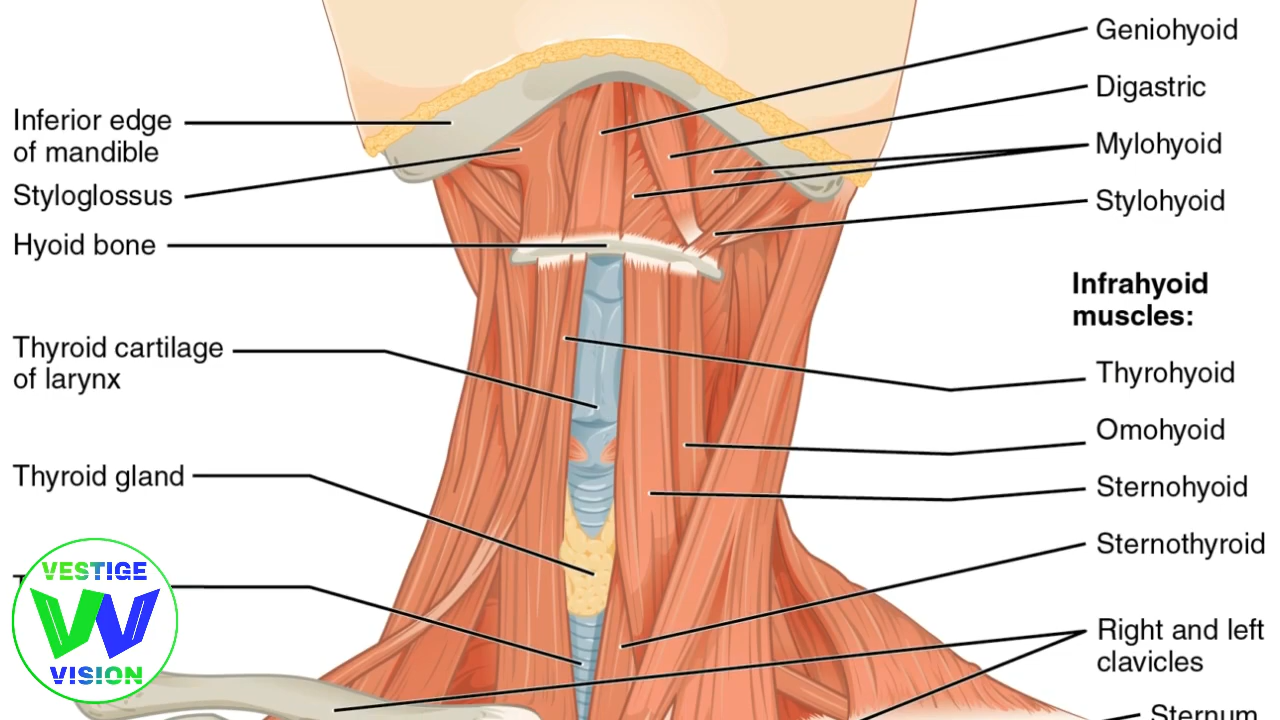 Inferior edge
of mandible
Styloglossus
Hyoid bone
Thyroid cartilage
of larynx
Thyroid gland
VESTIGE
VV
VISION
Geniohyoid
Digastric
Mylohyoid
Stylohyoid
Infrahyoid
muscles:
Thyrohyoid
Omohyoid
Sternohyoid
Sternothyroid
Right and left
clavicles
Sternum